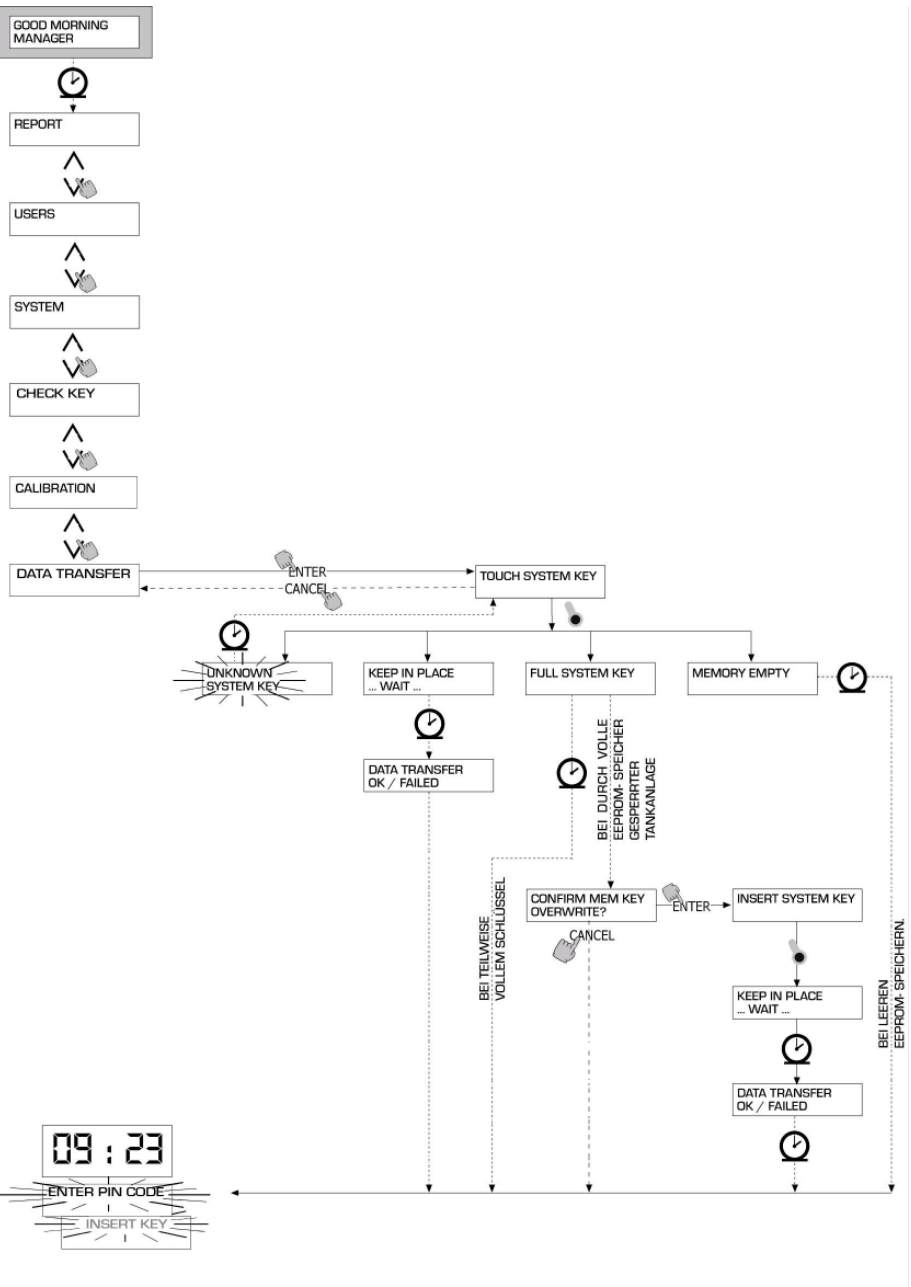 GOOD MORNING
MANAGER
REPORT
USERS
SYSTEM
CHECK KEY
CALIBRATION
DATA TRANSFER
ENTER
CANCEL
TOUCH SYSTEM KEY
UNKNOWN
SYSTEM KEY
KEEP IN PLACE
... WAIT ...
FULL SYSTEM KEY
MEMORY EMPTY
DATA TRANSFER
OK / FAILED
BEI DURCH VOLLE
EEPROM- SPEICHER
GESPERRTER
TANKANLAGE
BEI TEILWEISE
VOLLEM SCHLÜSSEL
CONFIRM MEM KEY
OVERWRITE?
ENTER
CANCEL
INSERT SYSTEM KEY
KEEP IN PLACE
... WAIT ...
DATA TRANSFER
OK / FAILED
BEI LEEREN
EEPROM- SPEICHERN.
09 : 23
ENTER PIN CODE
INSERT KEY